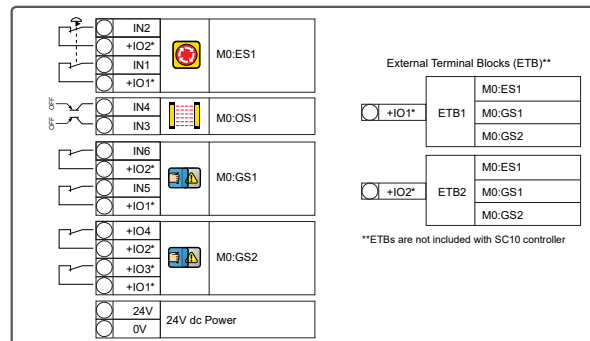 IN2
+IO2*
IN1
+IO1*
M0:ES1
OFF
OFF
IN4
IN3
M0:OS1
IN6
+IO2*
IN5
+IO1*
M0:GS1
+IO4
+IO2*
+IO3*
+IO1*
M0:GS2
24V
0V
24V dc Power
External Terminal Blocks (ETB)**
+IO1*
ETB1
M0:ES1
M0:GS1
M0:GS2
+IO2*
ETB2
M0:ES1
M0:GS1
M0:GS2
**ETBs are not included with SC10 controller